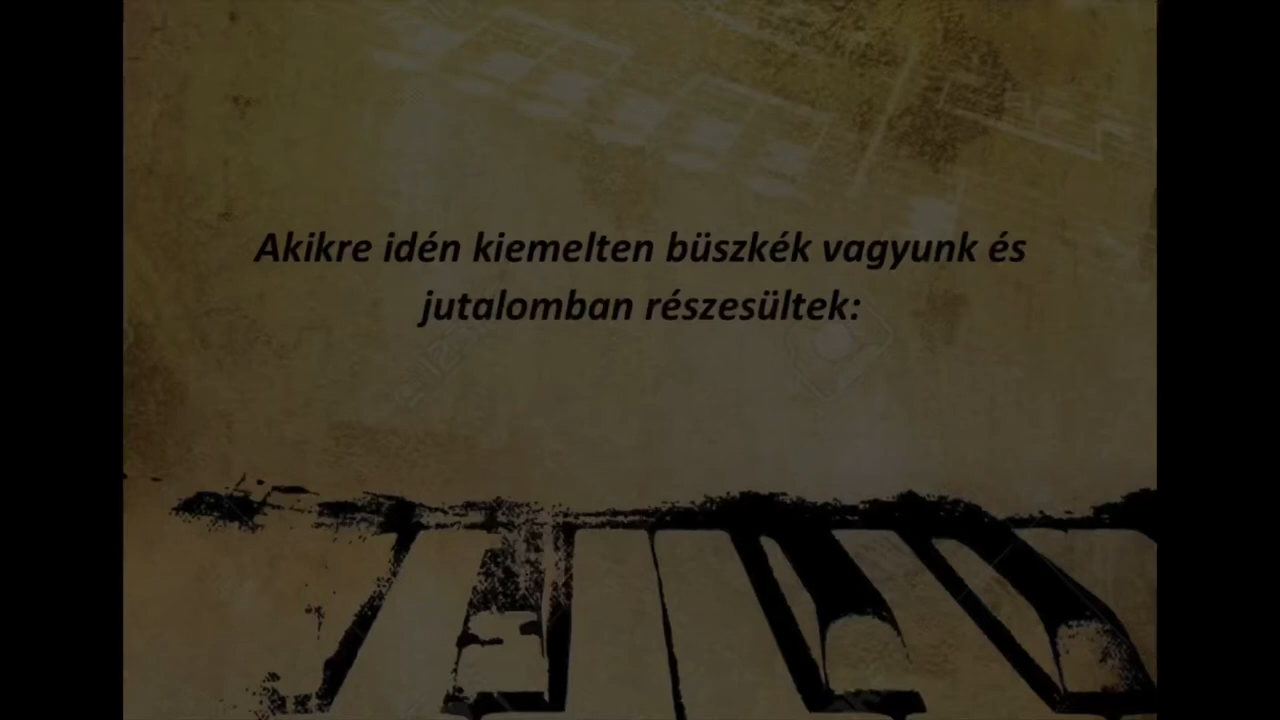 Akikre idén kiemelten büszkék vagyunk és
jutalomban részesültek: